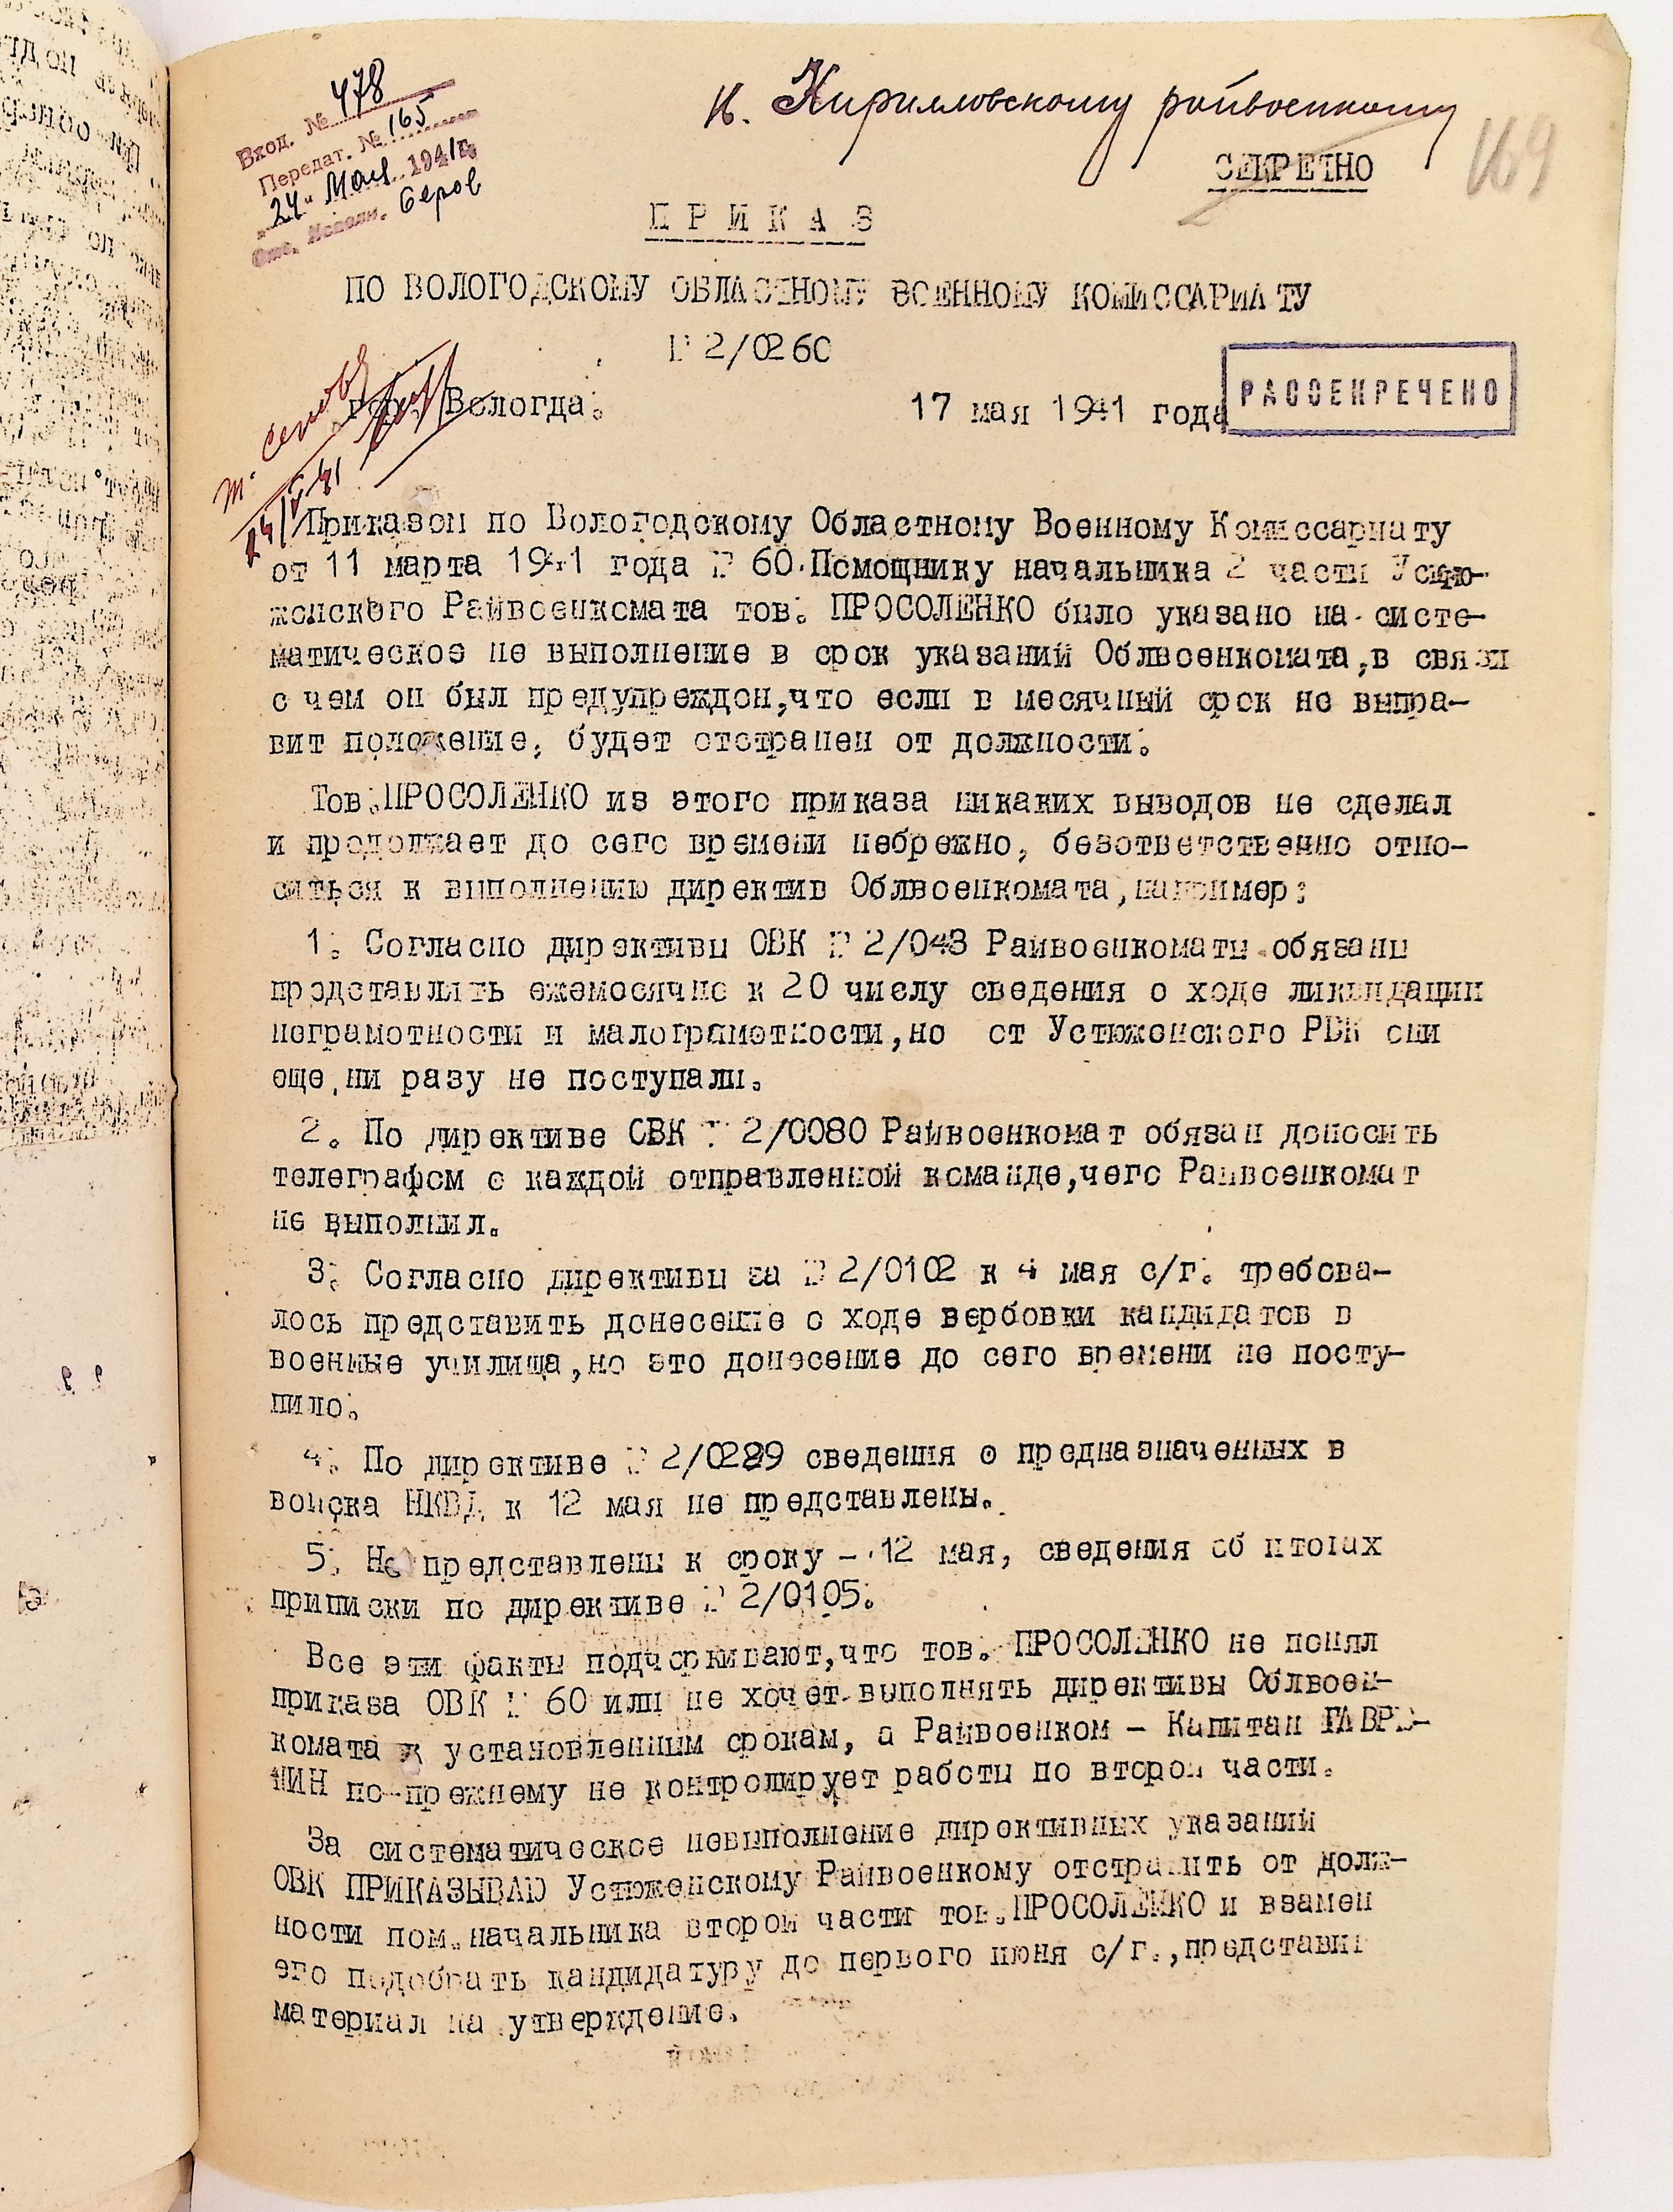 Вход. № 478
Передат. № 165
"24" Мая 1941 г.
Отв. Исполн. Серов
Кирилловскому райвоенкому
СЕКРЕТНО
169
ПРИКАЗ
ПО ВОЛОГОДСКОМУ ОБЛАСТНОМУ ВОЕННОМУ КОМИССАРИАТУ
№ 2/0260
гор. Вологда.
17 мая 1941 года
РАССЕКРЕЧЕНО
т.
24/V-41
Приказом по Вологодскому Областному Военному Комиссариату
от 11 марта 1941 года № 60 Помощнику начальника 2 части Устю-
женского Райвоенкомата тов. ПРОСОЛЕНКО было указано на систе-
матическое не выполнение в срок указаний Облвоенкомата,в связи
с чем он был предупрежден,что если в месячный срок не выпра-
вит положение, будет отстранен от должности.
Тов.ПРОСОЛЕНКО из этого приказа никаких выводов не сделал
и продолжает до сего времени небрежно, безответственно отно-
ситься к выполнению директив Облвоенкомата,например:
1. Согласно директивы ОВК № 2/043 Райвоенкоматы обязаны
представлять ежемесячно к 20 числу сведения о ходе ликвидации
неграмотности и малограмотности,но от Устюженского РВК они
еще ни разу не поступали.
2. По директиве ОВК № 2/0080 Райвоенкомат обязан доносить
телеграфом о каждой отправленной команде,чего Райвоенкомат
не выполнил.
3. Согласно директивы за № 2/0102 к 4 мая с/г. требова-
лось представить донесение о ходе вербовки кандидатов в
военные училища,но это донесение до сего времени не посту-
пило.
4. По директиве № 2/0289 сведения о предназначенных в
войска НКВД к 12 мая не представлены.
5. Не представлены к сроку - 12 мая, сведения об итогах
приписки по директиве № 2/0105.
Все эти факты подчеркивают,что тов. ПРОСОЛЕНКО не понял
приказа ОВК № 60 или не хочет выполнять директивы Облвоен-
комата к установленным срокам, а Райвоенком - Капитан ГАВРИ-
по-прежнему не контролирует работы по второй части.
За систематическое невыполнение директивных указаний
ОВК ПРИКАЗЫВАЮ Устюженскому Райвоенкому отстранить от долж-
ности пом.начальника второй части тов.ПРОСОЛЕНКО и взамен
его подобрать кандидатуру до первого июня с/г.,представив
материал на утверждение.